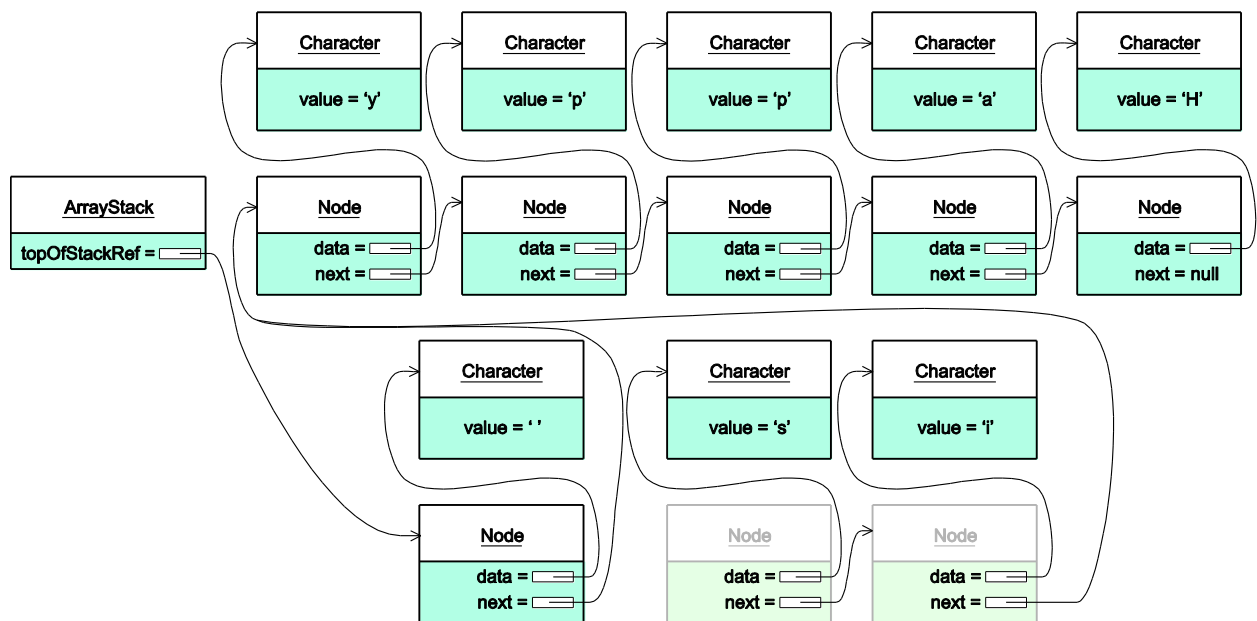 Character
value = ‘y’
Character
value = ‘p’
Character
value = ‘p’
Character
value = ‘a’
Character
value = ‘H’
ArrayStack
topOfStackRef =
Node
data =
next =
Node
data =
next =
Node
data =
next =
Node
data =
next =
Node
data =
next = null
Character
value = ‘ ’
Character
value = ‘s’
Character
value = ‘i’
Node
data =
next =
Node
data =
next =
Node
data =
next =